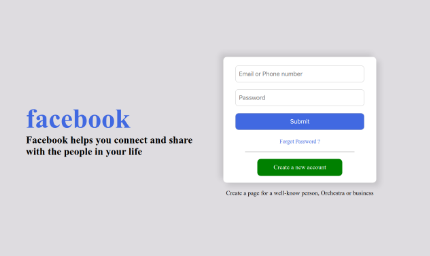 facebook
Facebook helps you connect and share
with the people in your life
Email or Phone number
Password
Submit
Forgot Password ?
Create a new account
Create a page for a well-know person, Orchestra or business